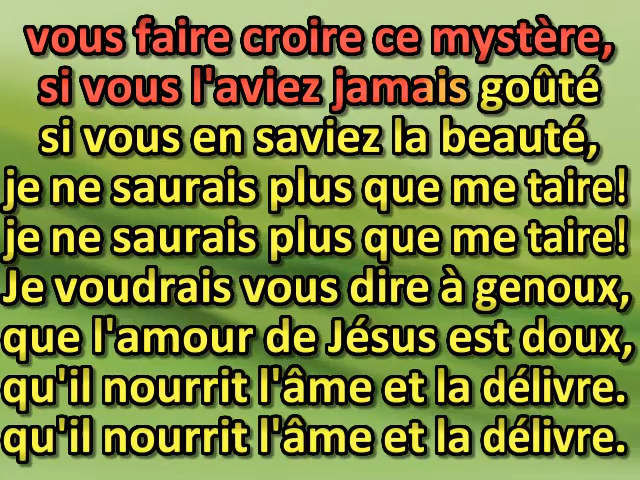 vous faire croire ce mystère,
si vous l'aviez jamais goûté
si vous en saviez la beauté,
je ne saurais plus que me taire!
je ne saurais plus que me taire!
Je voudrais vous dire à genoux,
que l'amour de Jésus est doux,
qu'il nourrit l'âme et la délivre.
qu'il nourrit l'âme et la délivre.